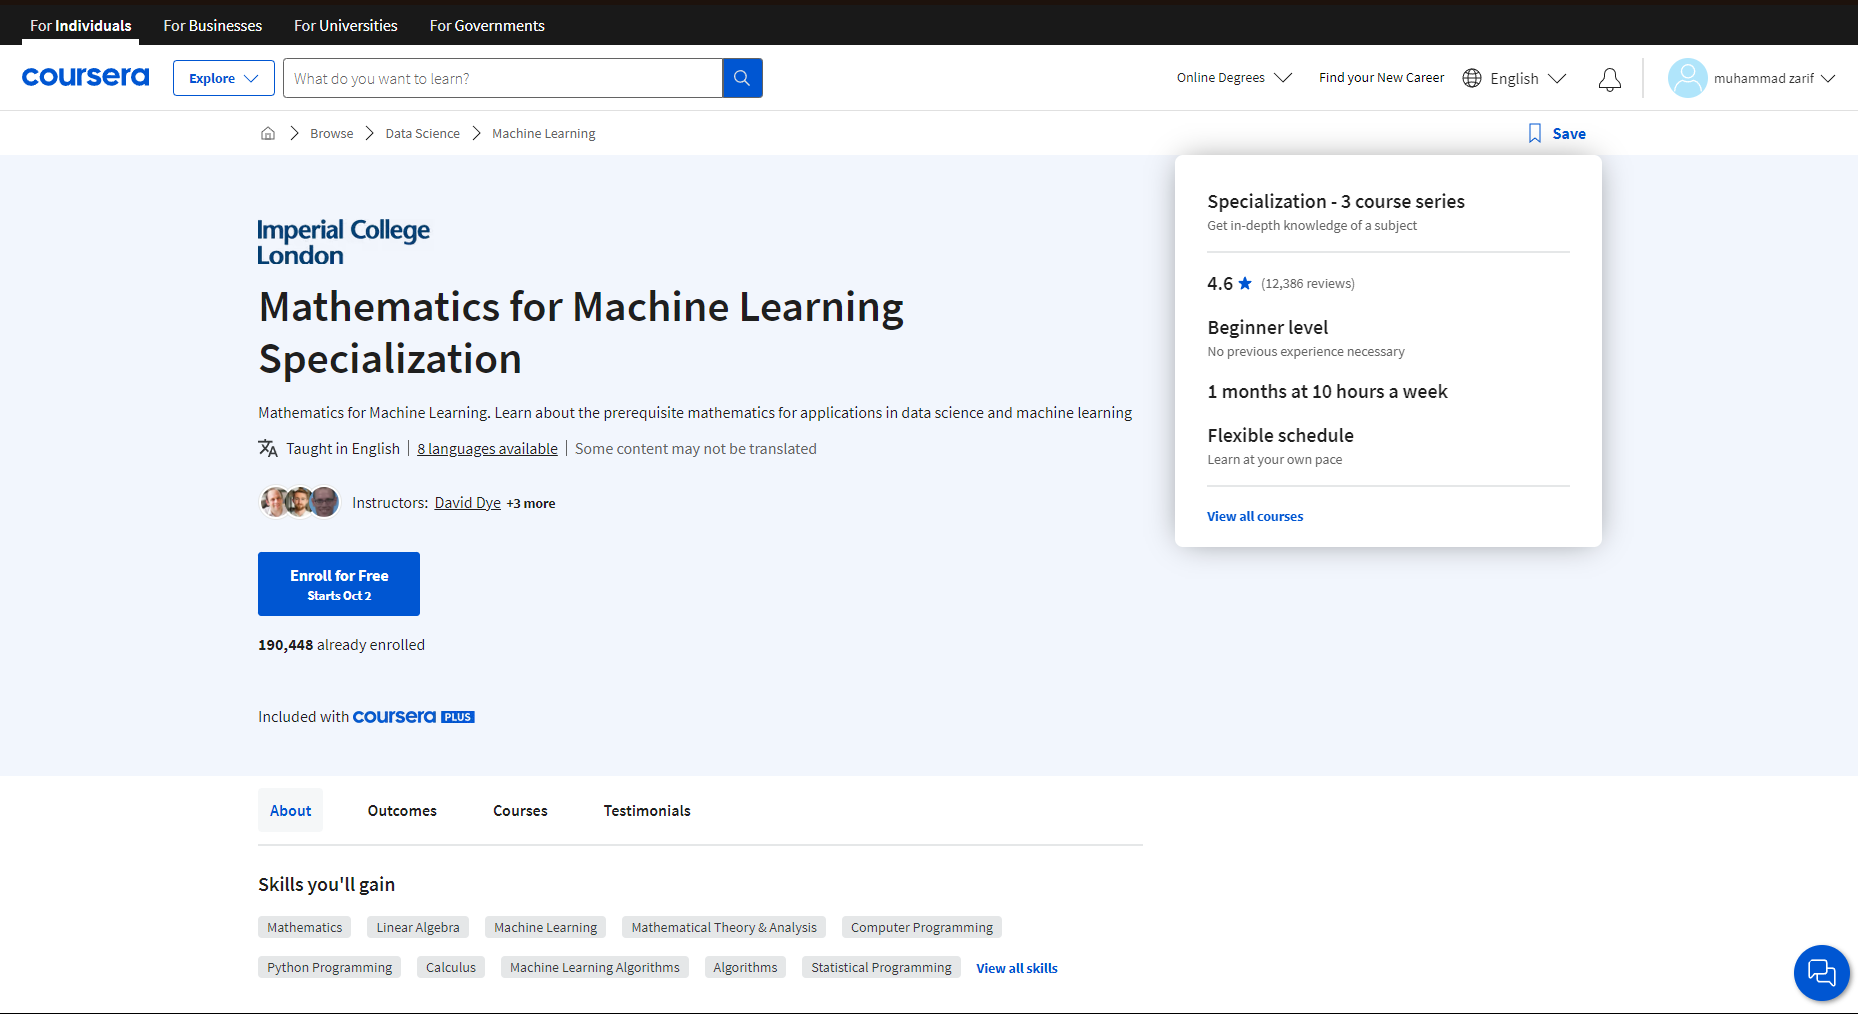 For Individuals For Businesses For Universities For Governments
coursera Explore What do you want to learn? Online Degrees Find your New Career English muhammad zarif
Browse Data Science Machine Learning Save
Imperial College
London
Mathematics for Machine Learning
Specialization
Mathematics for Machine Learning. Learn about the prerequisite mathematics for applications in data science and machine learning
Taught in English | 8 languages available | Some content may not be translated
Instructors: David Dye +3 more
Enroll for Free
Starts Oct 2
190,448 already enrolled
Included with coursera PLUS
Specialization - 3 course series
Get in-depth knowledge of a subject
4.6 (12,386 reviews)
Beginner level
No previous experience necessary
1 months at 10 hours a week
Flexible schedule
Learn at your own pace
View all courses
About Outcomes Courses Testimonials
Skills you'll gain
Mathematics Linear Algebra Machine Learning Mathematical Theory & Analysis Computer Programming
Python Programming Calculus Machine Learning Algorithms Algorithms Statistical Programming View all skills